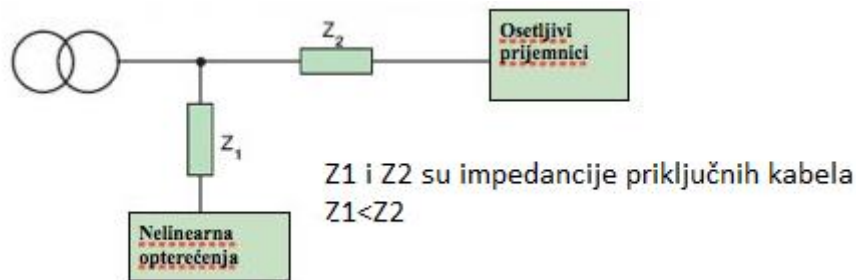 Z2
Osetljivi
prijemnici
Z1
Z1 i Z2 su impedancije priključnih kabela
Z1<Z2
Nelinearna
opterećenja